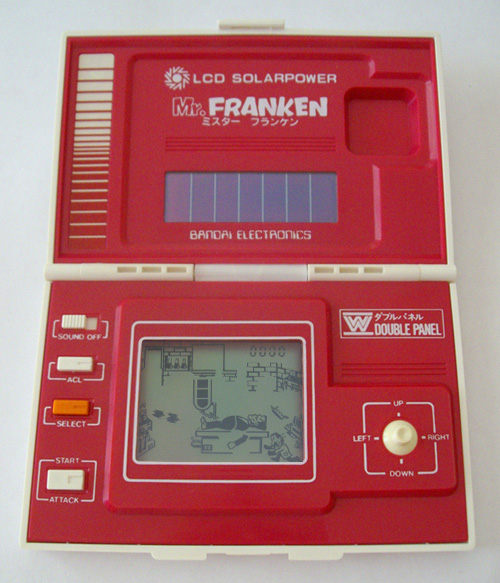 LCD SOLARPOWER
Mr. FRANKEN
ミスター フランケン
BANDAI ELECTRONICS
SOUND OFF
ACL
SELECT
START
ATTACK
0000
W
ダブルパネル
DOUBLE PANEL
UP
LEFT
RIGHT
DOWN